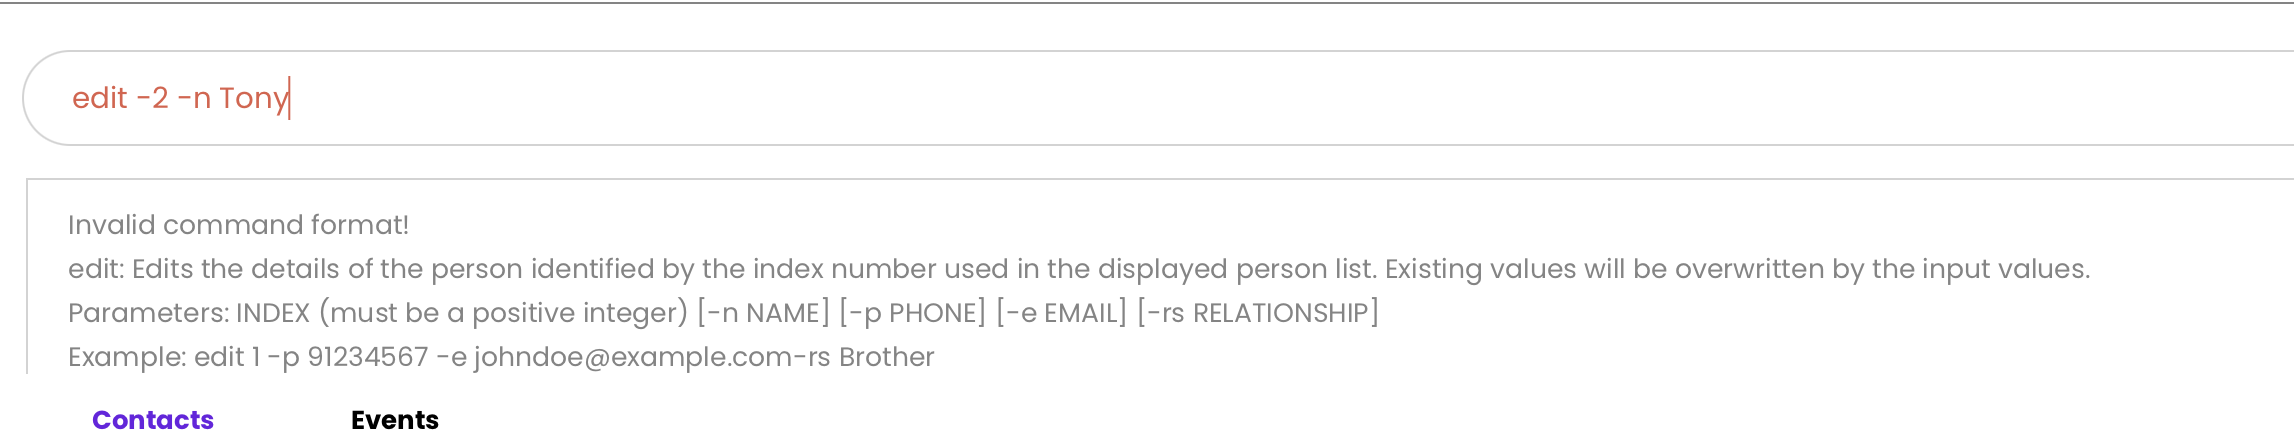 edit -2 -n Tony
Invalid command format!
edit: Edits the details of the person identified by the index number used in the displayed person list. Existing values will be overwritten by the input values.
Parameters: INDEX (must be a positive integer) [-n NAME] [-p PHONE] [-e EMAIL] [-rs RELATIONSHIP]
Example: edit 1 -p 91234567 -e johndoe@example.com-rs Brother
Contacts Events